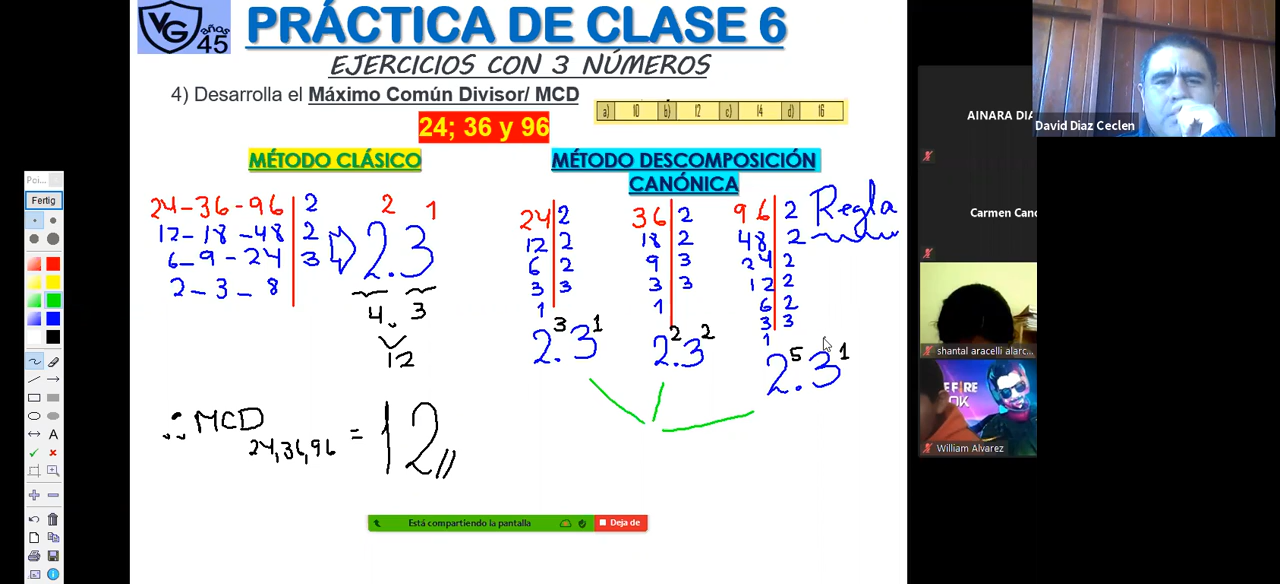 VG
años
45
PRÁCTICA DE CLASE 6
EJERCICIOS CON 3 NÚMEROS
4) Desarrolla el Máximo Común Divisor/ MCD
a) 10 b) 12 c) 14 d) 16
24; 36 y 96
MÉTODO CLÁSICO
24 - 36 - 96 | 2
12 - 18 - 48 | 2
6 - 9 - 24 | 3
2 - 3 - 8
2² . 3¹
4 . 3
12
∴ MCD
24,36,96
= 12
MÉTODO DESCOMPOSICIÓN
CANÓNICA
24 | 2
12 | 2
6 | 2
3 | 3
1
2³ . 3¹
36 | 2
18 | 2
9 | 3
3 | 3
1
2² . 3²
96 | 2
48 | 2
24 | 2
12 | 2
6 | 2
3 | 3
1
2⁵ . 3¹
Regla
Poi...
Fertig
A
Está compartiendo la pantalla
Deja de
David Diaz Ceclen
AINARA DIA
Carmen Cano
shantal aracelli alarc...
William Alvarez